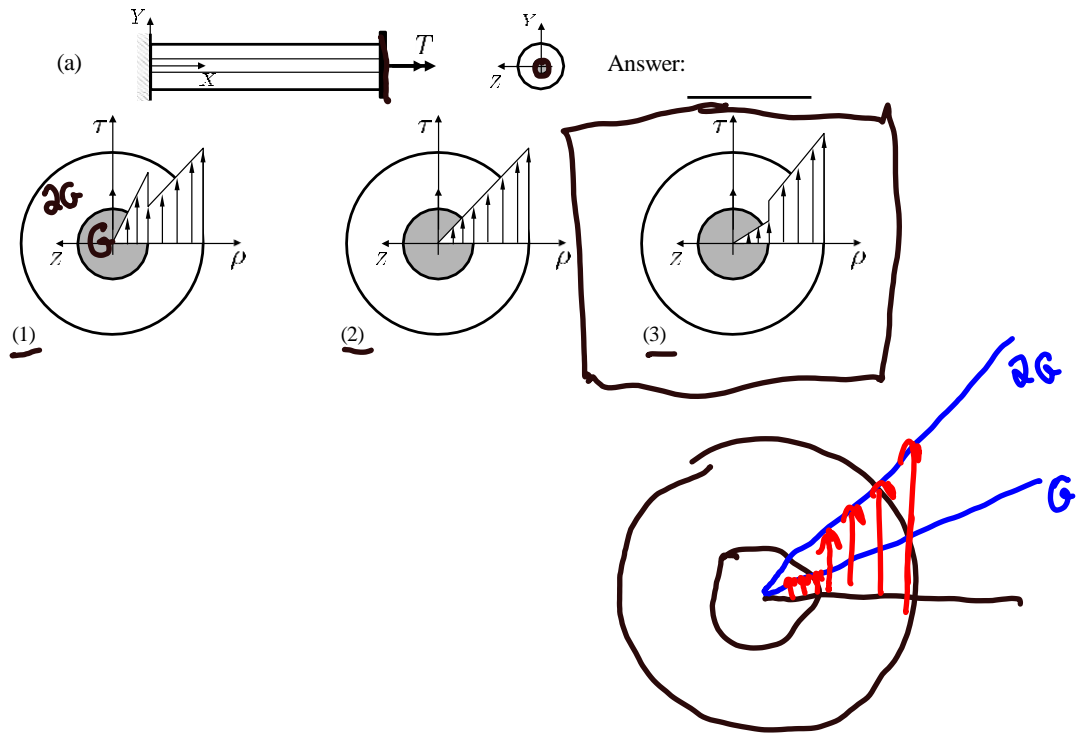 (a) Y X T Y Z Answer:
τ 2G G Z ρ
τ Z ρ
τ Z ρ
(1) (2) (3)
2G
G